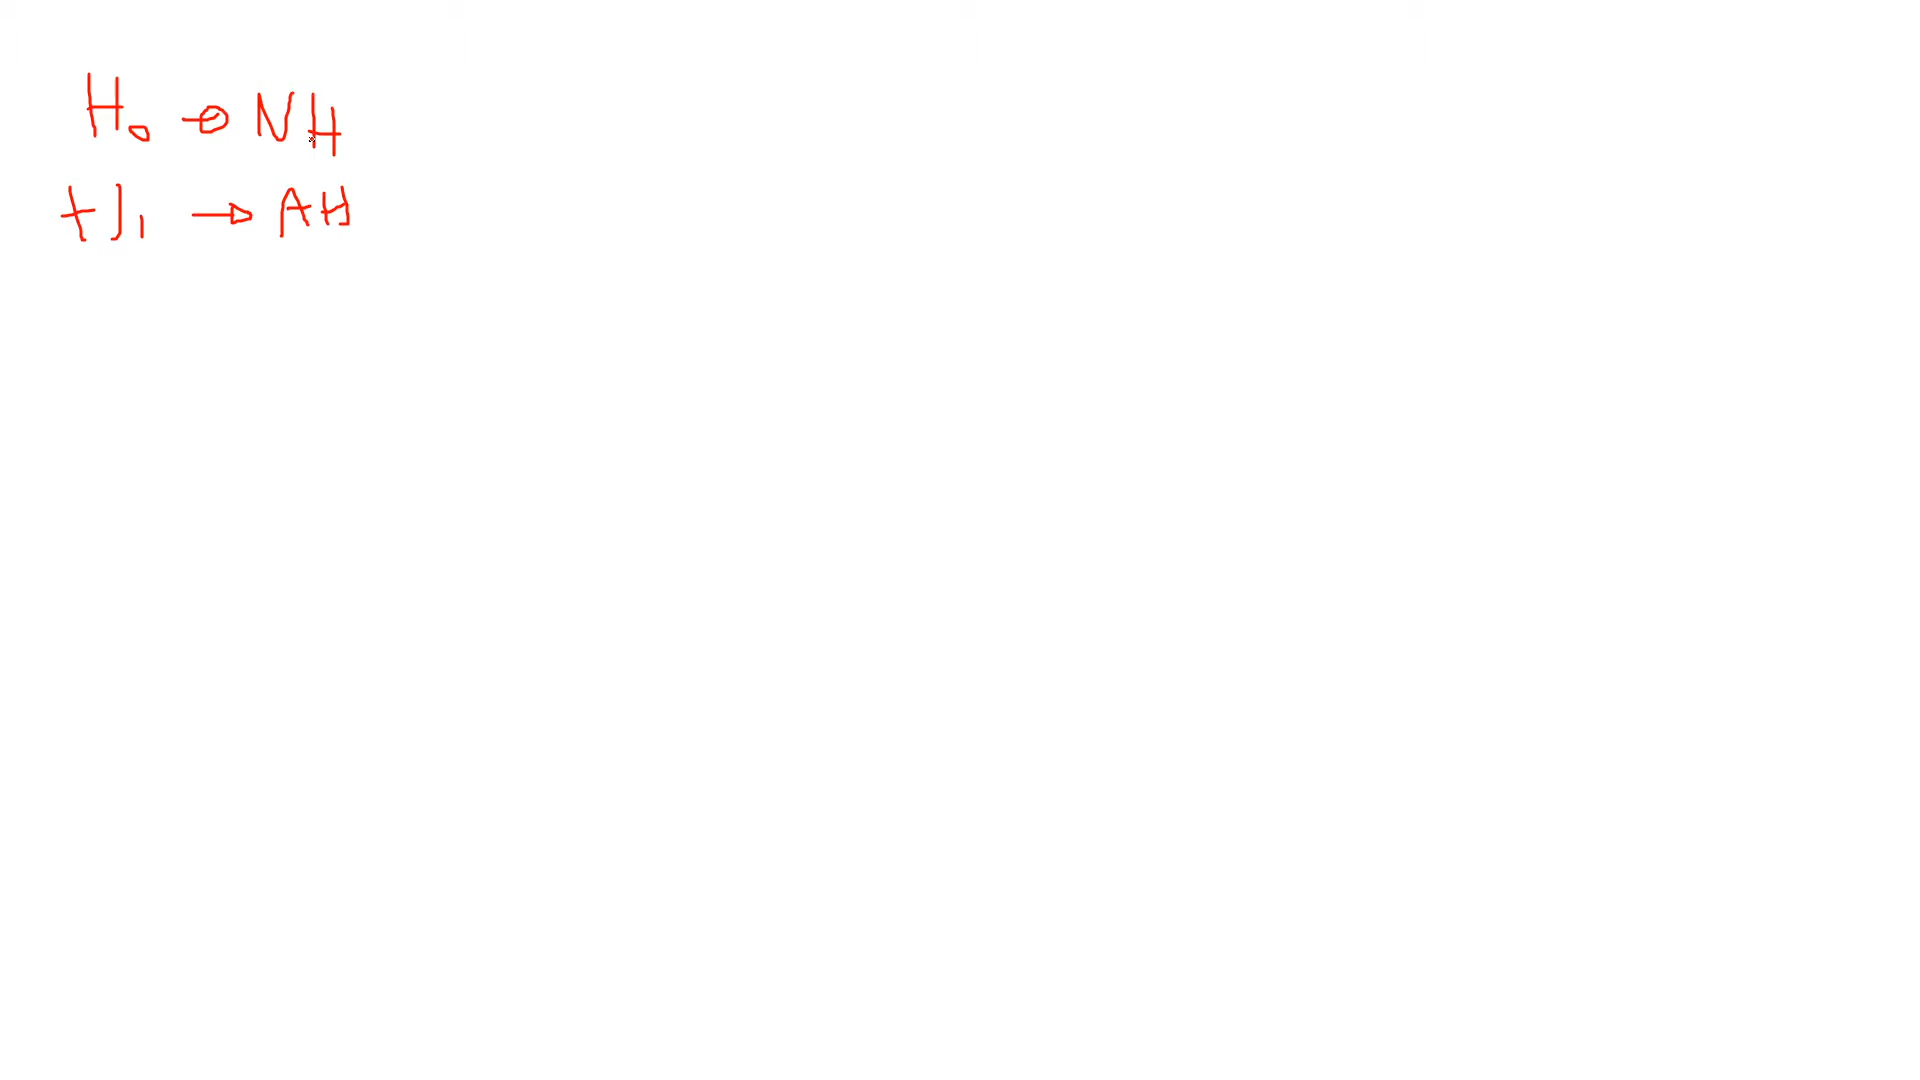 H₀ → NH
H₁ → AH